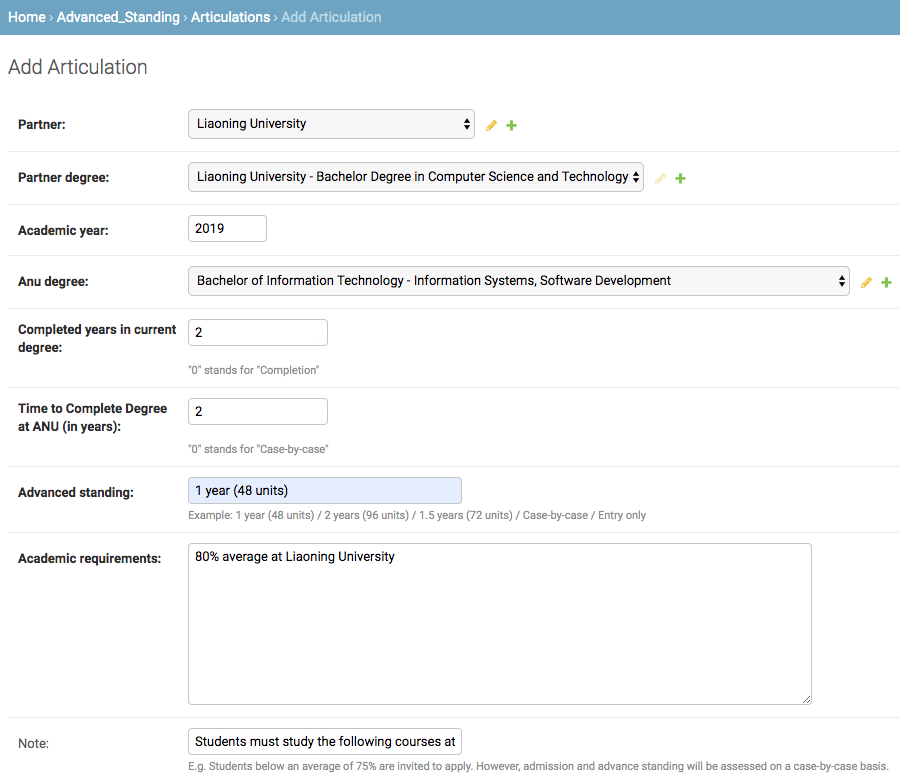 Home › Advanced_Standing › Articulations › Add Articulation
Add Articulation
Partner:
Liaoning University
Partner degree:
Liaoning University - Bachelor Degree in Computer Science and Technology
Academic year:
2019
Anu degree:
Bachelor of Information Technology - Information Systems, Software Development
Completed years in current
degree:
2
"0" stands for "Completion"
Time to Complete Degree
at ANU (in years):
2
"0" stands for "Case-by-case"
Advanced standing:
1 year (48 units)
Example: 1 year (48 units) / 2 years (96 units) / 1.5 years (72 units) / Case-by-case / Entry only
Academic requirements:
80% average at Liaoning University
Note:
Students must study the following courses at
E.g. Students below an average of 75% are invited to apply. However, admission and advance standing will be assessed on a case-by-case basis.